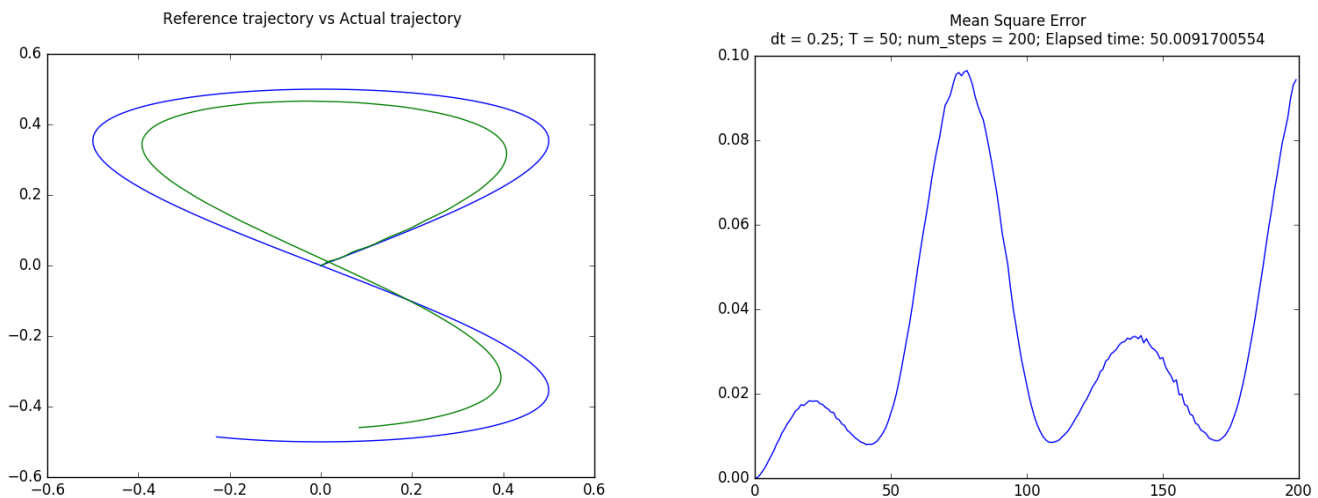 Reference trajectory vs Actual trajectory
0.6
0.4
0.2
0.0
−0.2
−0.4
−0.6
−0.6 −0.4 −0.2 0.0 0.2 0.4 0.6
Mean Square Error
dt = 0.25; T = 50; num_steps = 200; Elapsed time: 50.0091700554
0.10
0.08
0.06
0.04
0.02
0.00
0 50 100 150 200